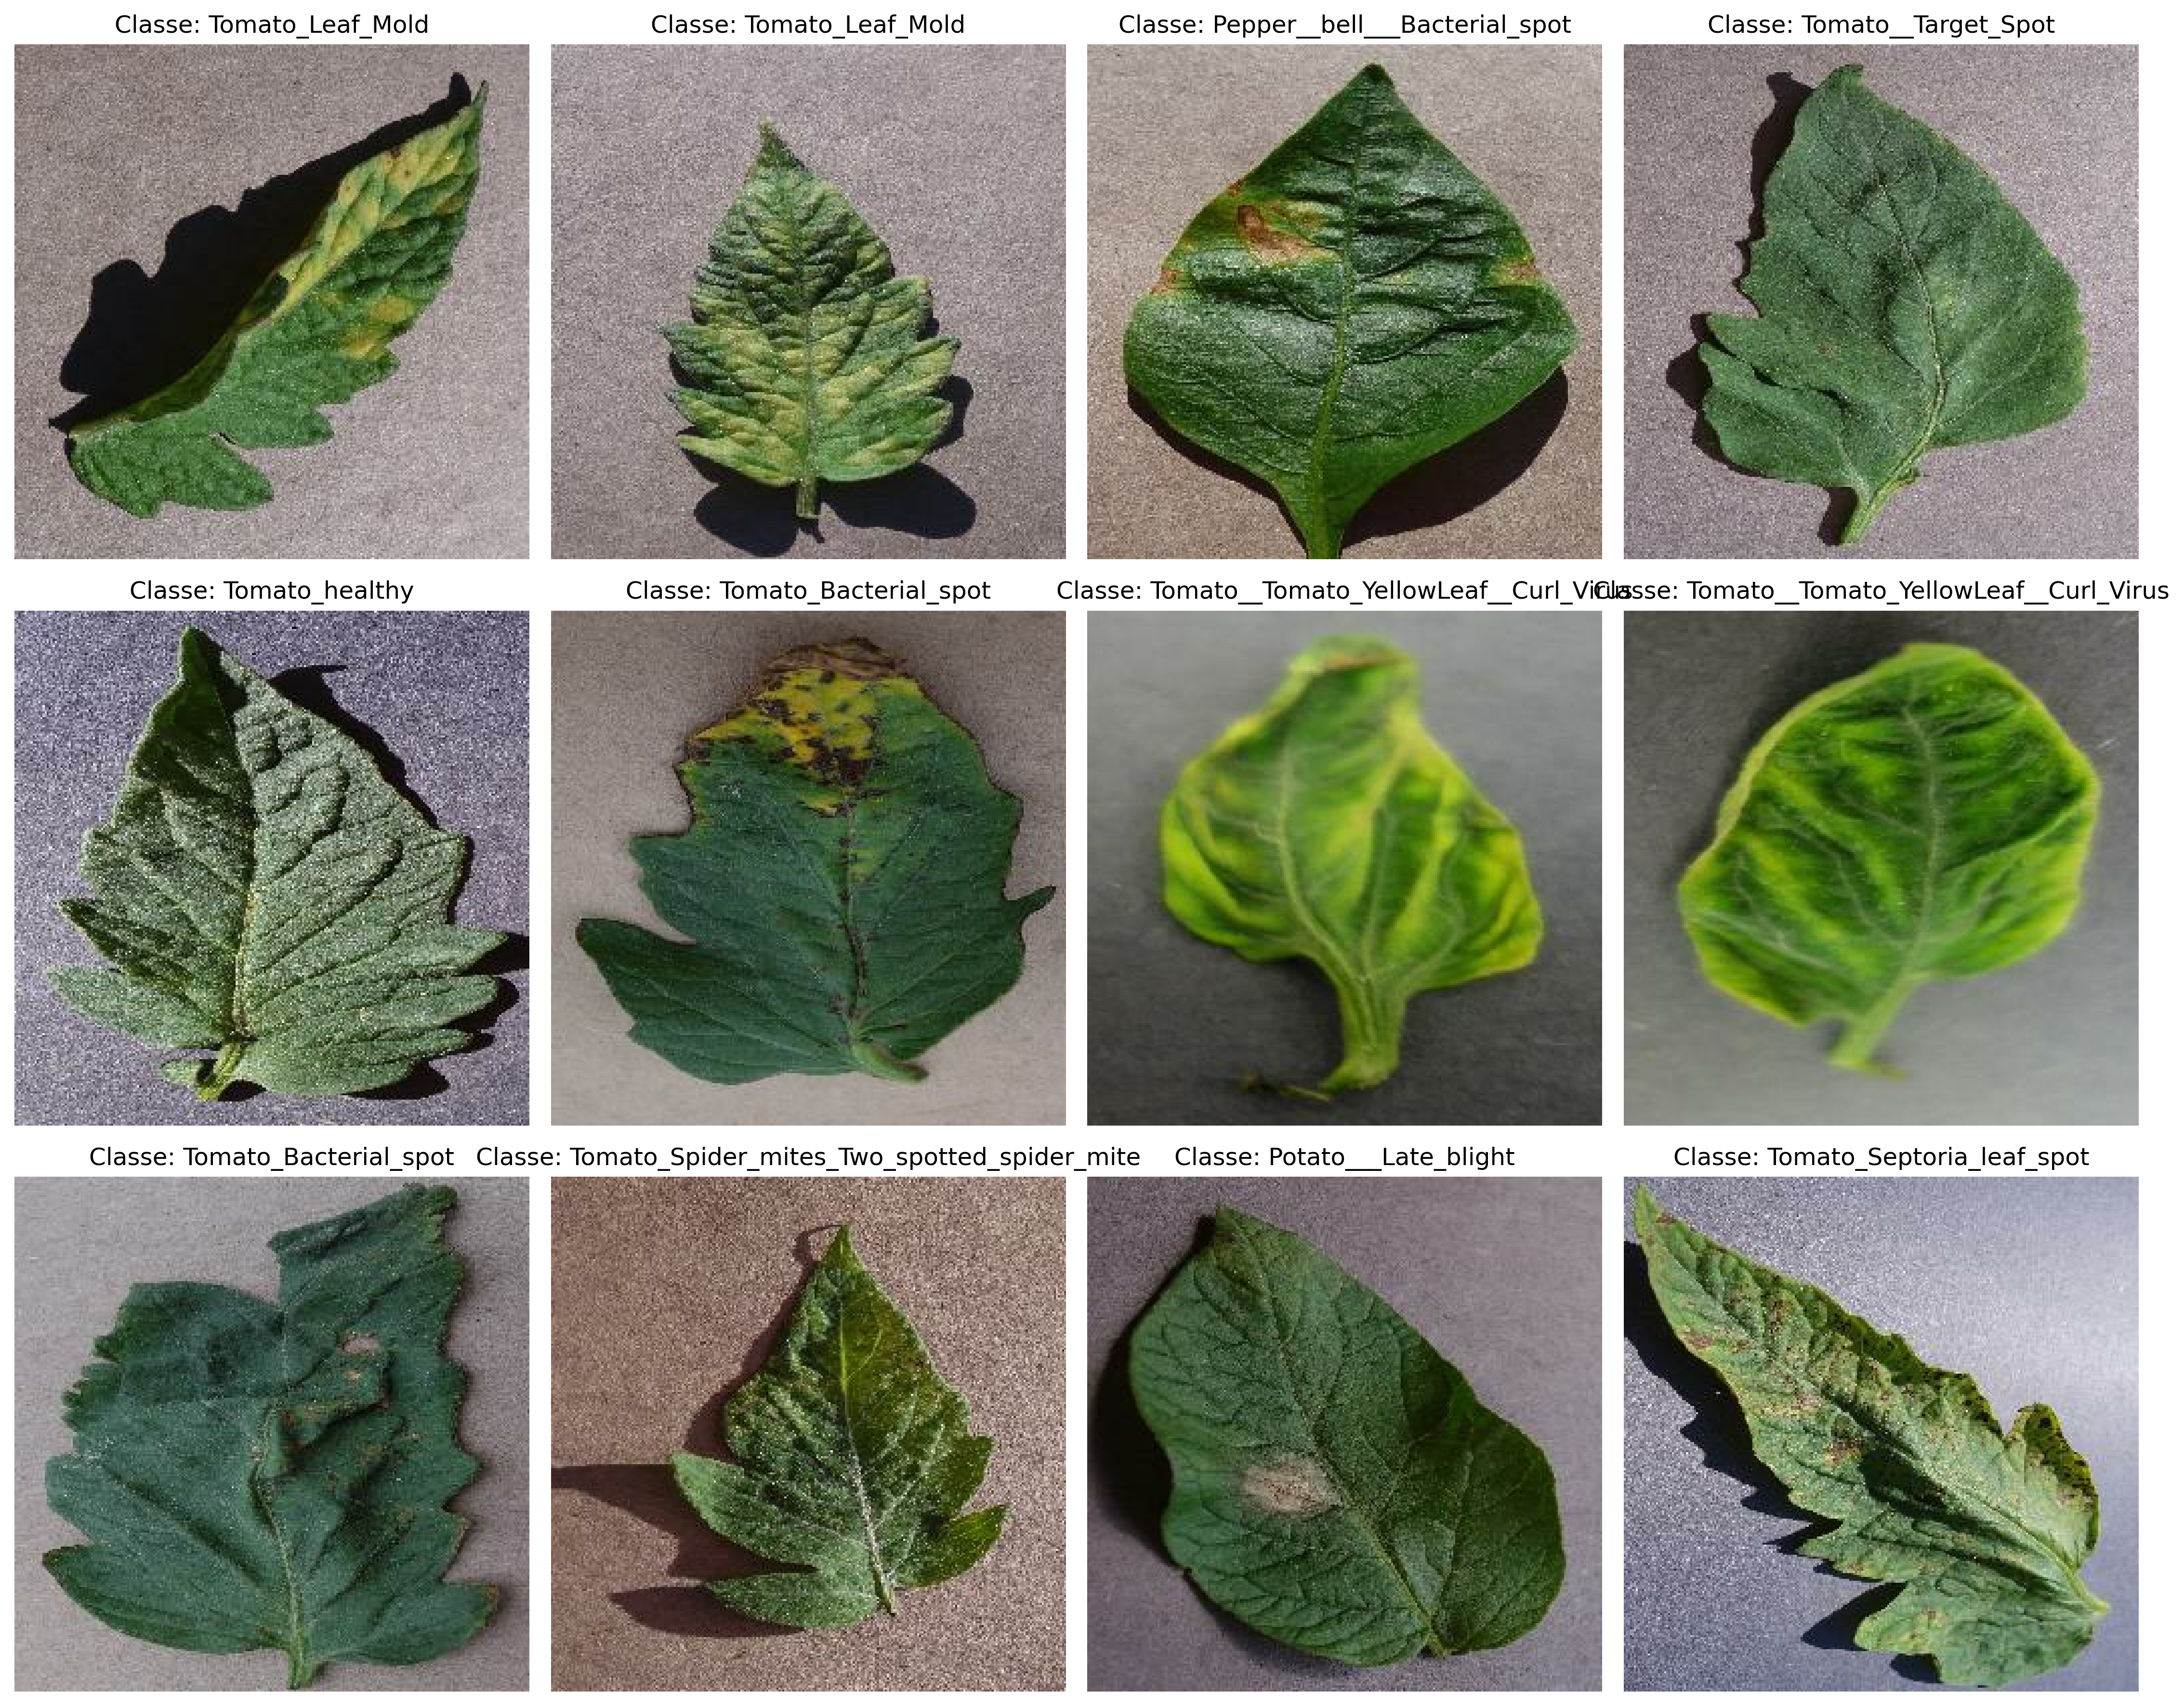 Classe: Tomato_Leaf_Mold
Classe: Tomato_Leaf_Mold
Classe: Pepper__bell___Bacterial_spot
Classe: Tomato__Target_Spot
Classe: Tomato_healthy
Classe: Tomato_Bacterial_spot
Classe: Tomato__Tomato_YellowLeaf__Curl_Virus
Classe: Tomato__Tomato_YellowLeaf__Curl_Virus
Classe: Tomato_Bacterial_spot
Classe: Tomato_Spider_mites_Two_spotted_spider_mite
Classe: Potato___Late_blight
Classe: Tomato_Septoria_leaf_spot